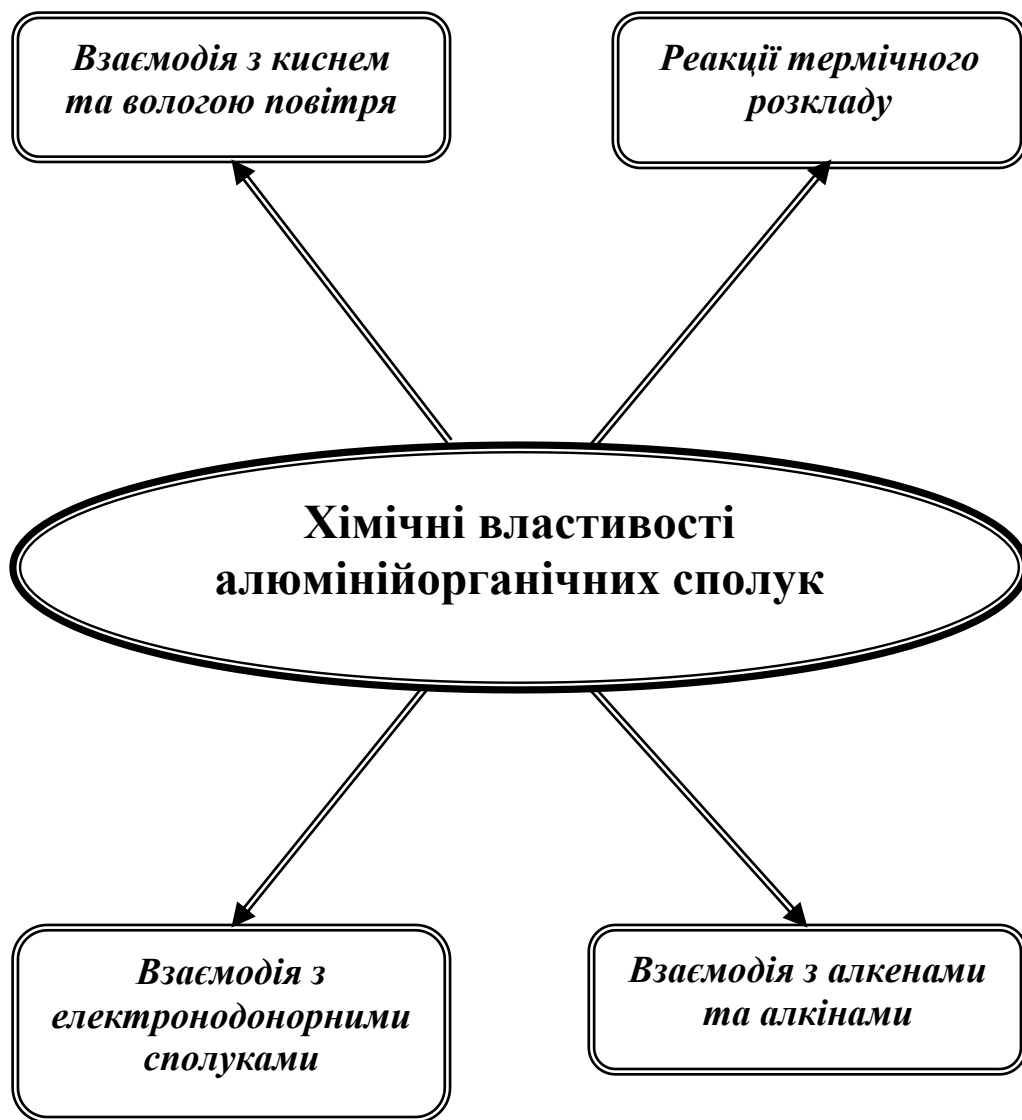 Взаємодія з киснем
та вологою повітря
Реакції термічного
розкладу
Хімічні властивості
алюмінійорганічних сполук
Взаємодія з
електронодонорними
сполуками
Взаємодія з алкенами
та алкінами